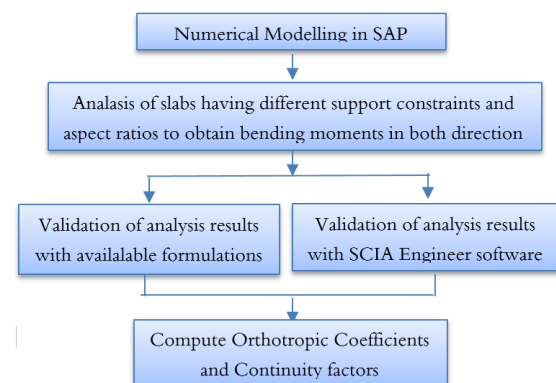 Numerical Modelling in SAP
Analasis of slabs having different support constraints and
aspect ratios to obtain bending moments in both direction
Validation of analysis results
with availalable formulations
Validation of analysis results
with SCIA Engineer software
Compute Orthotropic Coefficients
and Continuity factors